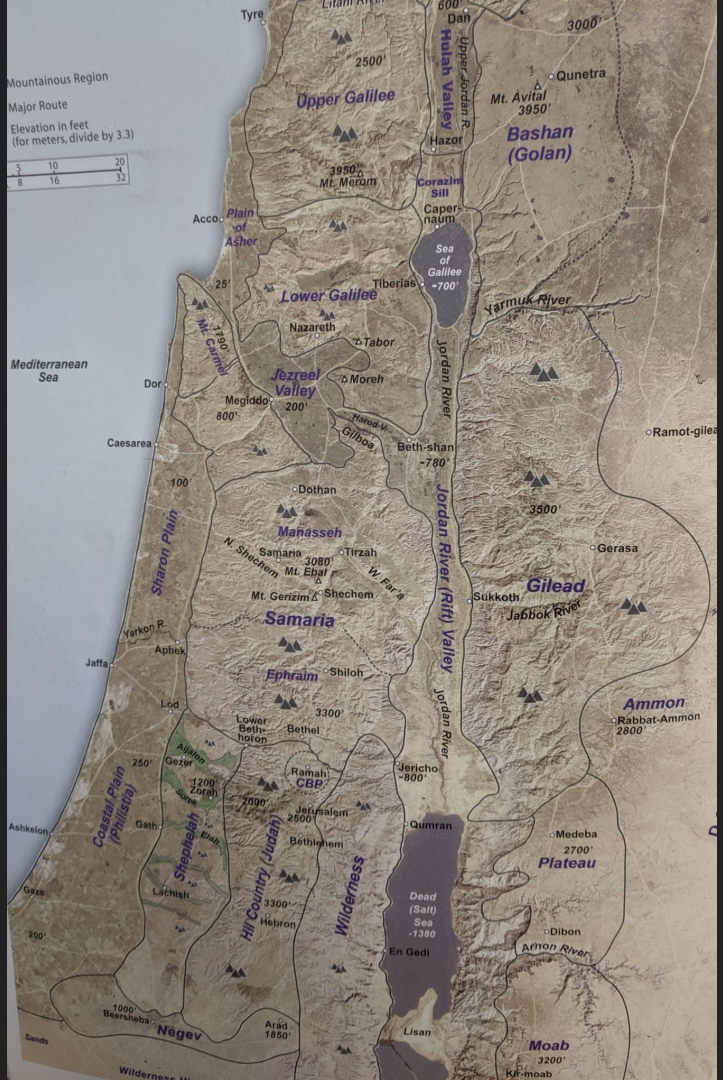 600'
Tyre
Dan
3000'
2500'
Qunetra
Mountainous Region
Hulah Valley
Upper Jordan R.
Mt. Avital
3950'
Upper Galilee
Major Route
Elevation in feet
(for meters, divide by 3.3)
Bashan
(Golan)
Hazor
5 10 20
8 16 32
3950'
Mt. Merom
Corazim
Sill
Caper-
naum
Acco
Plain
of
Asher
Sea
of
Galilee
-700'
25'
Lower Galilee
Tiberias
Yarmuk River
Nazareth
Mt. Carmel
1790'
Tabor
Mediterranean
Sea
Jordan River
Jezreel
Valley
Moreh
Dor
Megiddo
200'
800'
Harod V.
Gilboa
Ramot-gilea
Caesarea
Beth-shan
-780'
100'
Dothan
3500'
Sharon Plain
Manasseh
Jordan River (Rift) Valley
N. Shechem
Samaria
3080'
Tirzah
Mt. Ebal
W. Far'a
Gerasa
Mt. Gerizim
Shechem
Gilead
Sukkoth
Jabbok River
Samaria
Yarkon R.
Aphek
Jaffa
Ephraim
Shiloh
Jordan River
Lod
3300'
Ammon
Lower
Beth-
horon
Bethel
Rabbat-Ammon
2800'
Aijalon
Gezer
250'
Ramah
CBP
Jericho
-800'
1200'
Zorah
2000'
Sorek
Jerusalem
2500'
Coastal Plain
(Philistia)
Ashkelon
Gath
Elah
Qumran
Medeba
2700'
Plateau
Bethlehem
Shephelah
Hill Country (Judah)
Wilderness
Lachish
Gaza
3300'
Hebron
Dead
(Salt)
Sea
-1380
Dibon
200'
En Gedi
Arnon River
1000'
Beersheba
Negev
Arad
1850'
Lisan
Sands
Moab
3200'
Kir-moab